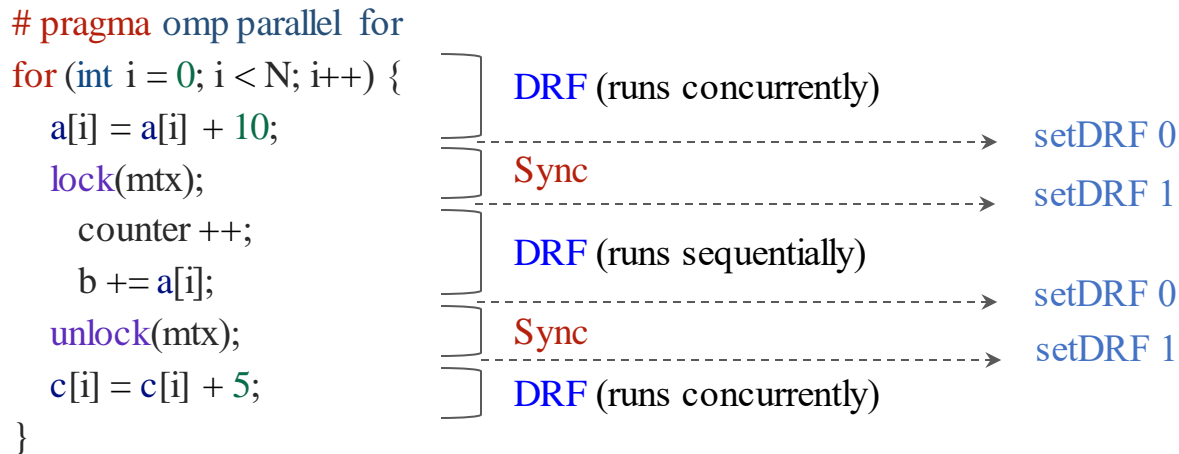 # pragma omp parallel for
for (int i = 0; i < N; i++) {
DRF (runs concurrently)
a[i] = a[i] + 10;
setDRF 0
lock(mtx);
Sync
setDRF 1
counter ++;
DRF (runs sequentially)
b += a[i];
setDRF 0
unlock(mtx);
Sync
setDRF 1
c[i] = c[i] + 5;
DRF (runs concurrently)
}